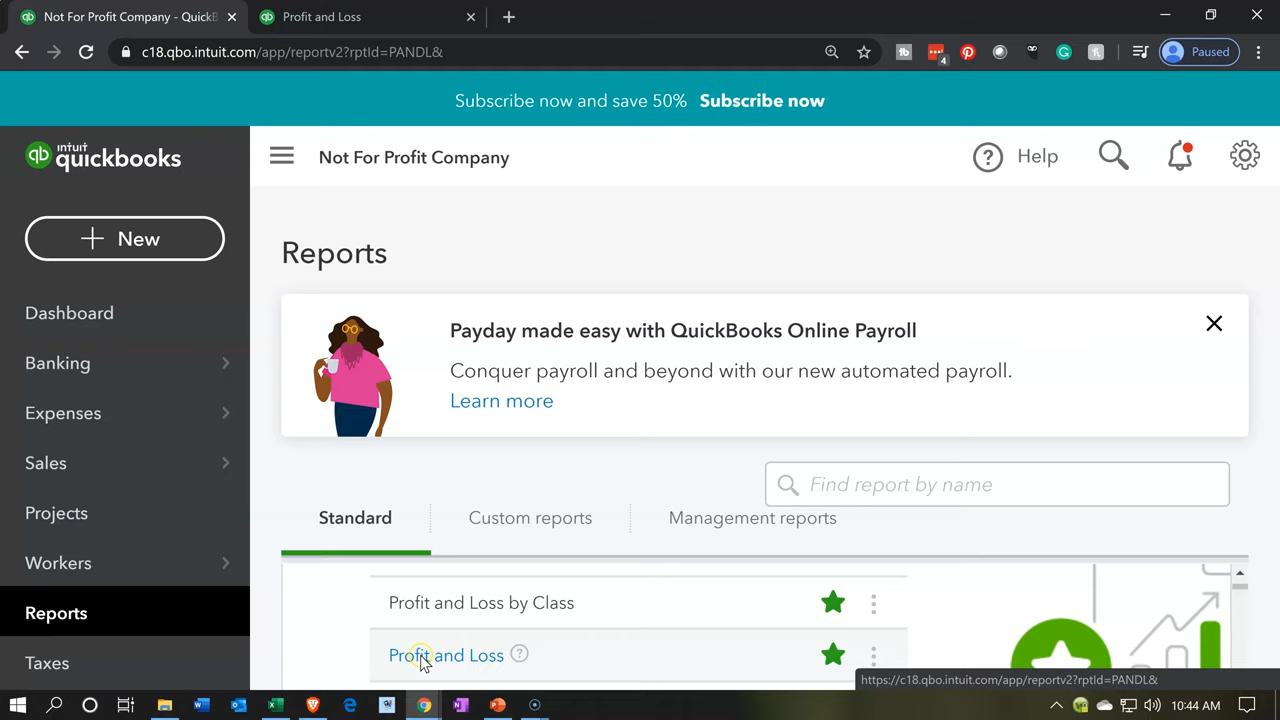 Not For Profit Company - QuickB
Profit and Loss
c18.qbo.intuit.com/app/reportv2?rptId=PANDL&
4
Paused
Subscribe now and save 50% Subscribe now
intuit
quickbooks
Not For Profit Company
Help
New
Dashboard
Banking
Expenses
Sales
Projects
Workers
Reports
Taxes
Reports
Payday made easy with QuickBooks Online Payroll
Conquer payroll and beyond with our new automated payroll.
Learn more
Find report by name
Standard
Custom reports
Management reports
Profit and Loss by Class
Profit and Loss
https://c18.qbo.intuit.com/app/reportv2?rptId=PANDL&
10:44 AM